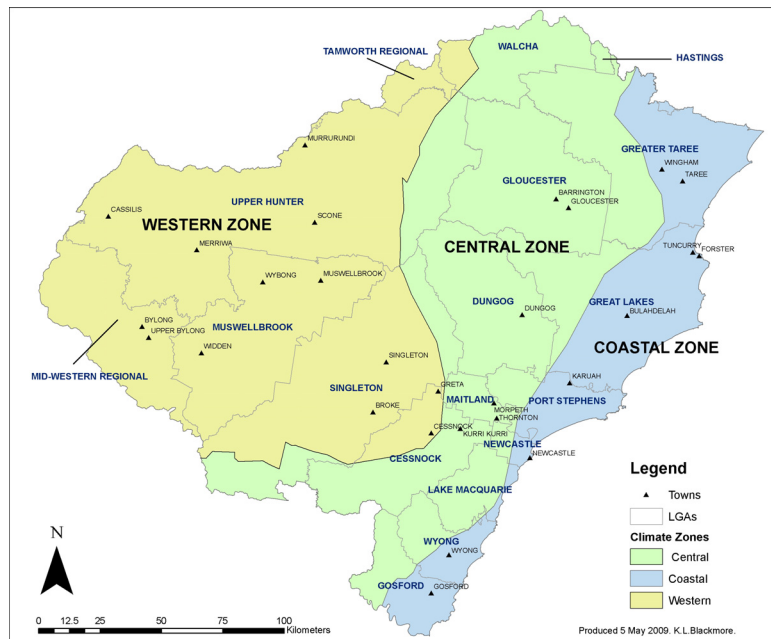 WALCHA
TAMWORTH REGIONAL
HASTINGS
MURRURUNDI
GREATER TAREE
WINGHAM
TAREE
GLOUCESTER
BARRINGTON
GLOUCESTER
UPPER HUNTER
CASSILIS
WESTERN ZONE
SCONE
MERRIWA
CENTRAL ZONE
TUNCURRY
FORSTER
WYBONG
MUSWELLBROOK
DUNGOG
DUNGOG
GREAT LAKES
BULAHDELAH
BYLONG
UPPER BYLONG
MUSWELLBROOK
WIDDEN
COASTAL ZONE
MID-WESTERN REGIONAL
SINGLETON
SINGLETON
KARUAH
GRETA
MAITLAND
PORT STEPHENS
BROKE
MORPETH
THORNTON
CESSNOCK
KURRI KURRI
NEWCASTLE
NEWCASTLE
CESSNOCK
LAKE MACQUARIE
WYONG
WYONG
GOSFORD
GOSFORD
Legend
Towns
LGAs
Climate Zones
Central
Coastal
Western
N
0 12.5 25 50 75 100
Kilometers
Produced 5 May 2009. K.L.Blackmore.